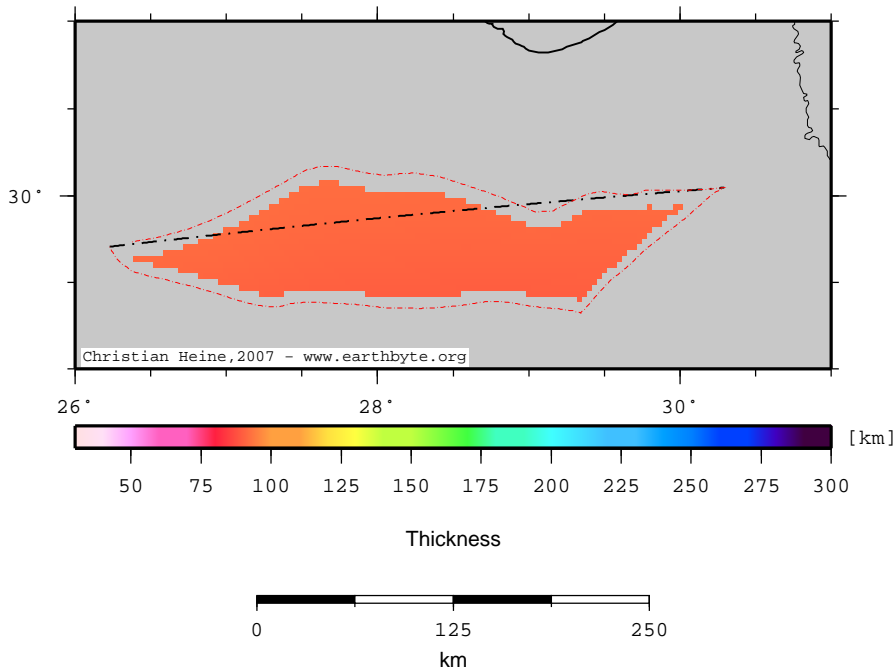 30°
Christian Heine,2007 - www.earthbyte.org
26° 28° 30°
[km]
50 75 100 125 150 175 200 225 250 275 300
Thickness
0 125 250
km